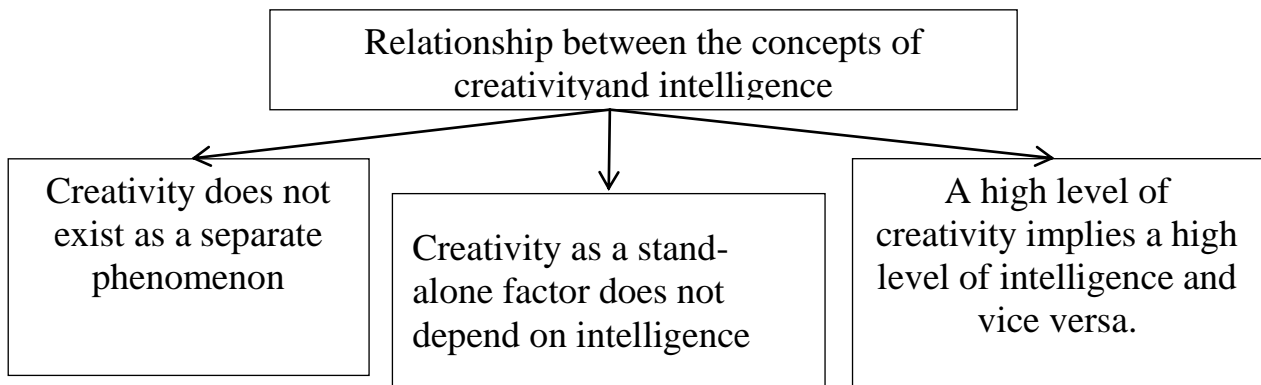 Relationship between the concepts of
creativityand intelligence
Creativity does not
exist as a separate
phenomenon
Creativity as a stand-
alone factor does not
depend on intelligence
A high level of
creativity implies a high
level of intelligence and
vice versa.